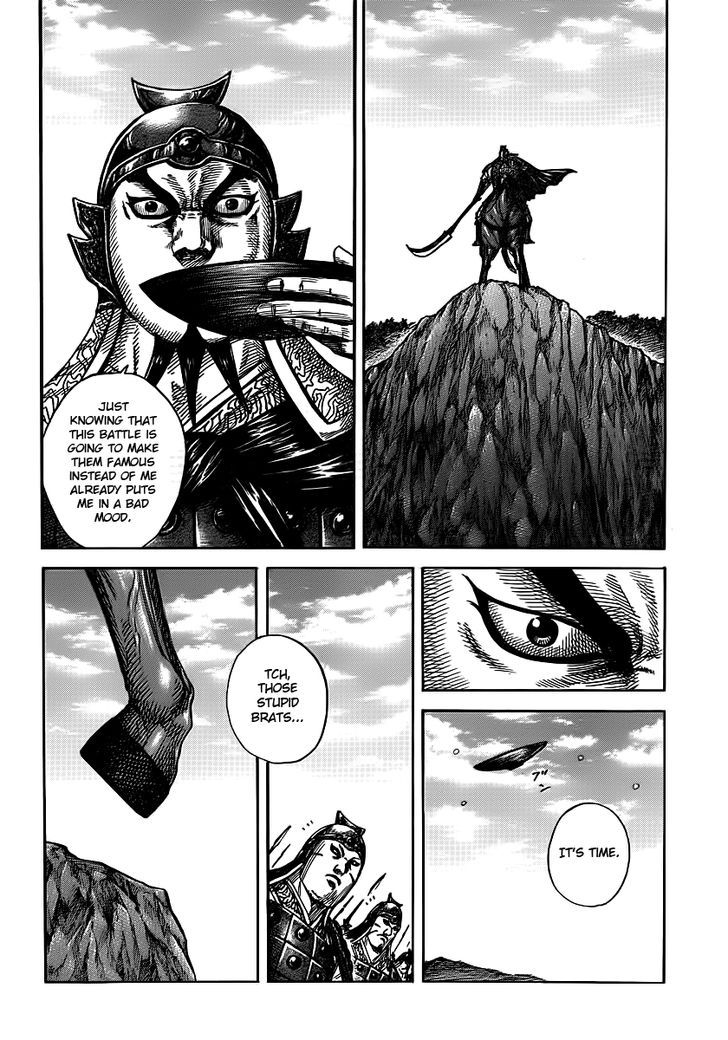 JUST
KNOWING THAT
THIS BATTLE IS
GOING TO MAKE
THEM FAMOUS
INSTEAD OF ME
ALREADY PUTS
ME IN A BAD
MOOD.
IT'S TIME.
TCH,
THOSE
STUPID
BRATS...